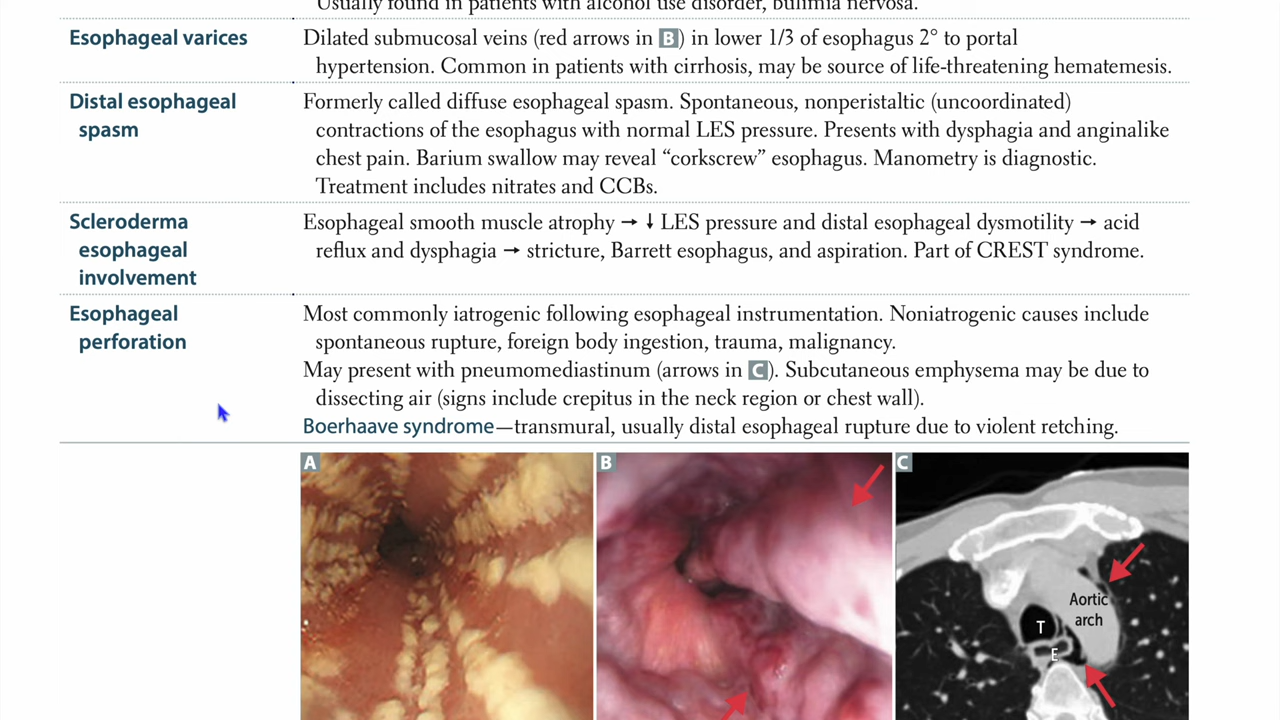 Usually found in patients with alcohol use disorder, bulimia nervosa.
Esophageal varices
Dilated submucosal veins (red arrows in B) in lower 1/3 of esophagus 2° to portal
hypertension. Common in patients with cirrhosis, may be source of life-threatening hematemesis.
Distal esophageal
spasm
Formerly called diffuse esophageal spasm. Spontaneous, nonperistaltic (uncoordinated)
contractions of the esophagus with normal LES pressure. Presents with dysphagia and anginalike
chest pain. Barium swallow may reveal “corkscrew” esophagus. Manometry is diagnostic.
Treatment includes nitrates and CCBs.
Scleroderma
esophageal
involvement
Esophageal smooth muscle atrophy → ↓ LES pressure and distal esophageal dysmotility → acid
reflux and dysphagia → stricture, Barrett esophagus, and aspiration. Part of CREST syndrome.
Esophageal
perforation
Most commonly iatrogenic following esophageal instrumentation. Noniatrogenic causes include
spontaneous rupture, foreign body ingestion, trauma, malignancy.
May present with pneumomediastinum (arrows in C). Subcutaneous emphysema may be due to
dissecting air (signs include crepitus in the neck region or chest wall).
Boerhaave syndrome—transmural, usually distal esophageal rupture due to violent retching.
A
B
C
Aortic
arch
T
E